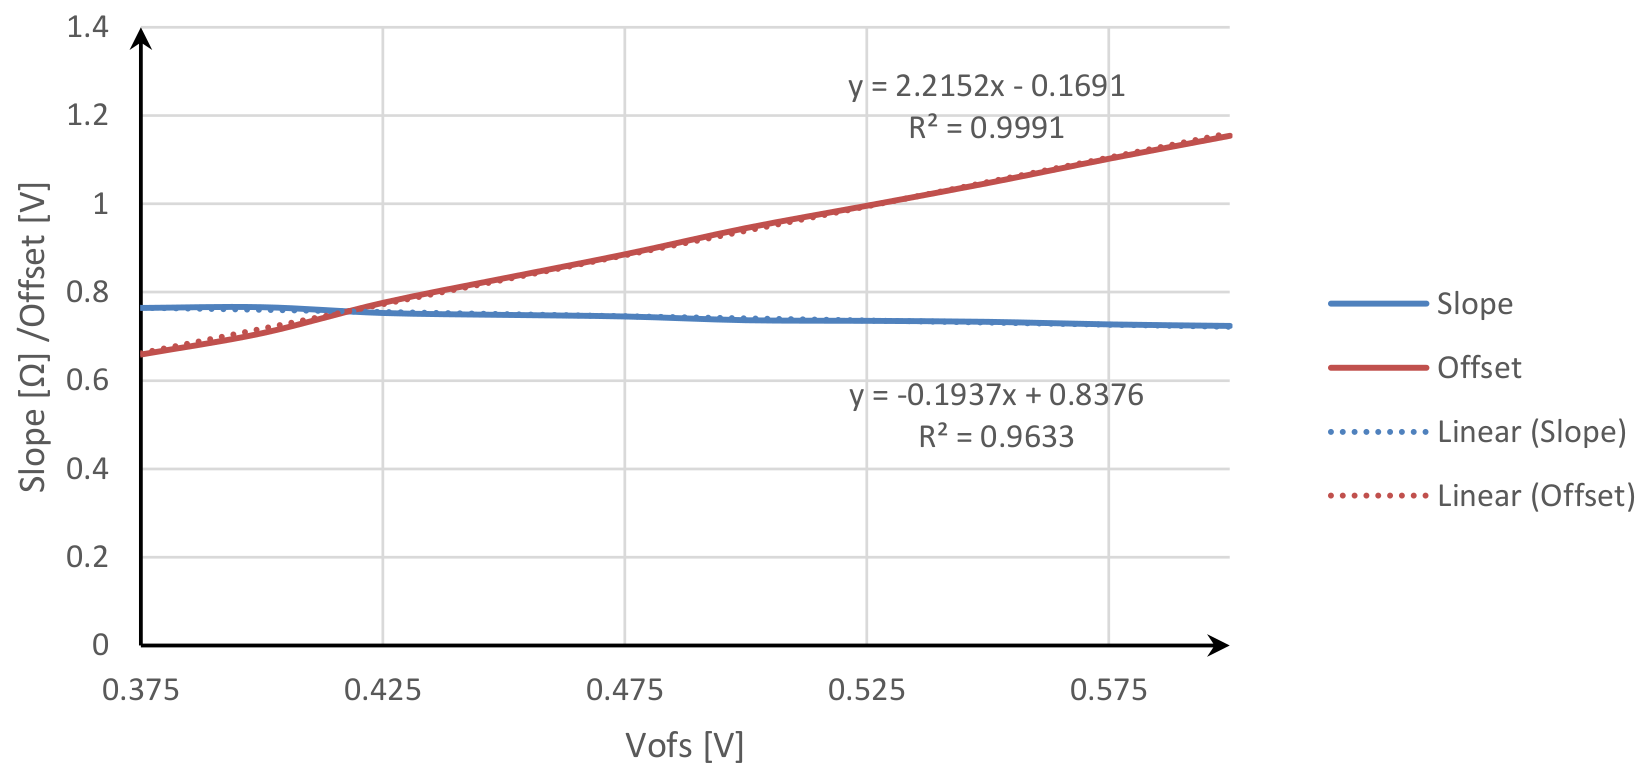 1.4
1.2
1
0.8
0.6
0.4
0.2
0
Slope [Ω] /Offset [V]
y = 2.2152x - 0.1691
R² = 0.9991
y = -0.1937x + 0.8376
R² = 0.9633
0.375 0.425 0.475 0.525 0.575
Vofs [V]
Slope
Offset
Linear (Slope)
Linear (Offset)